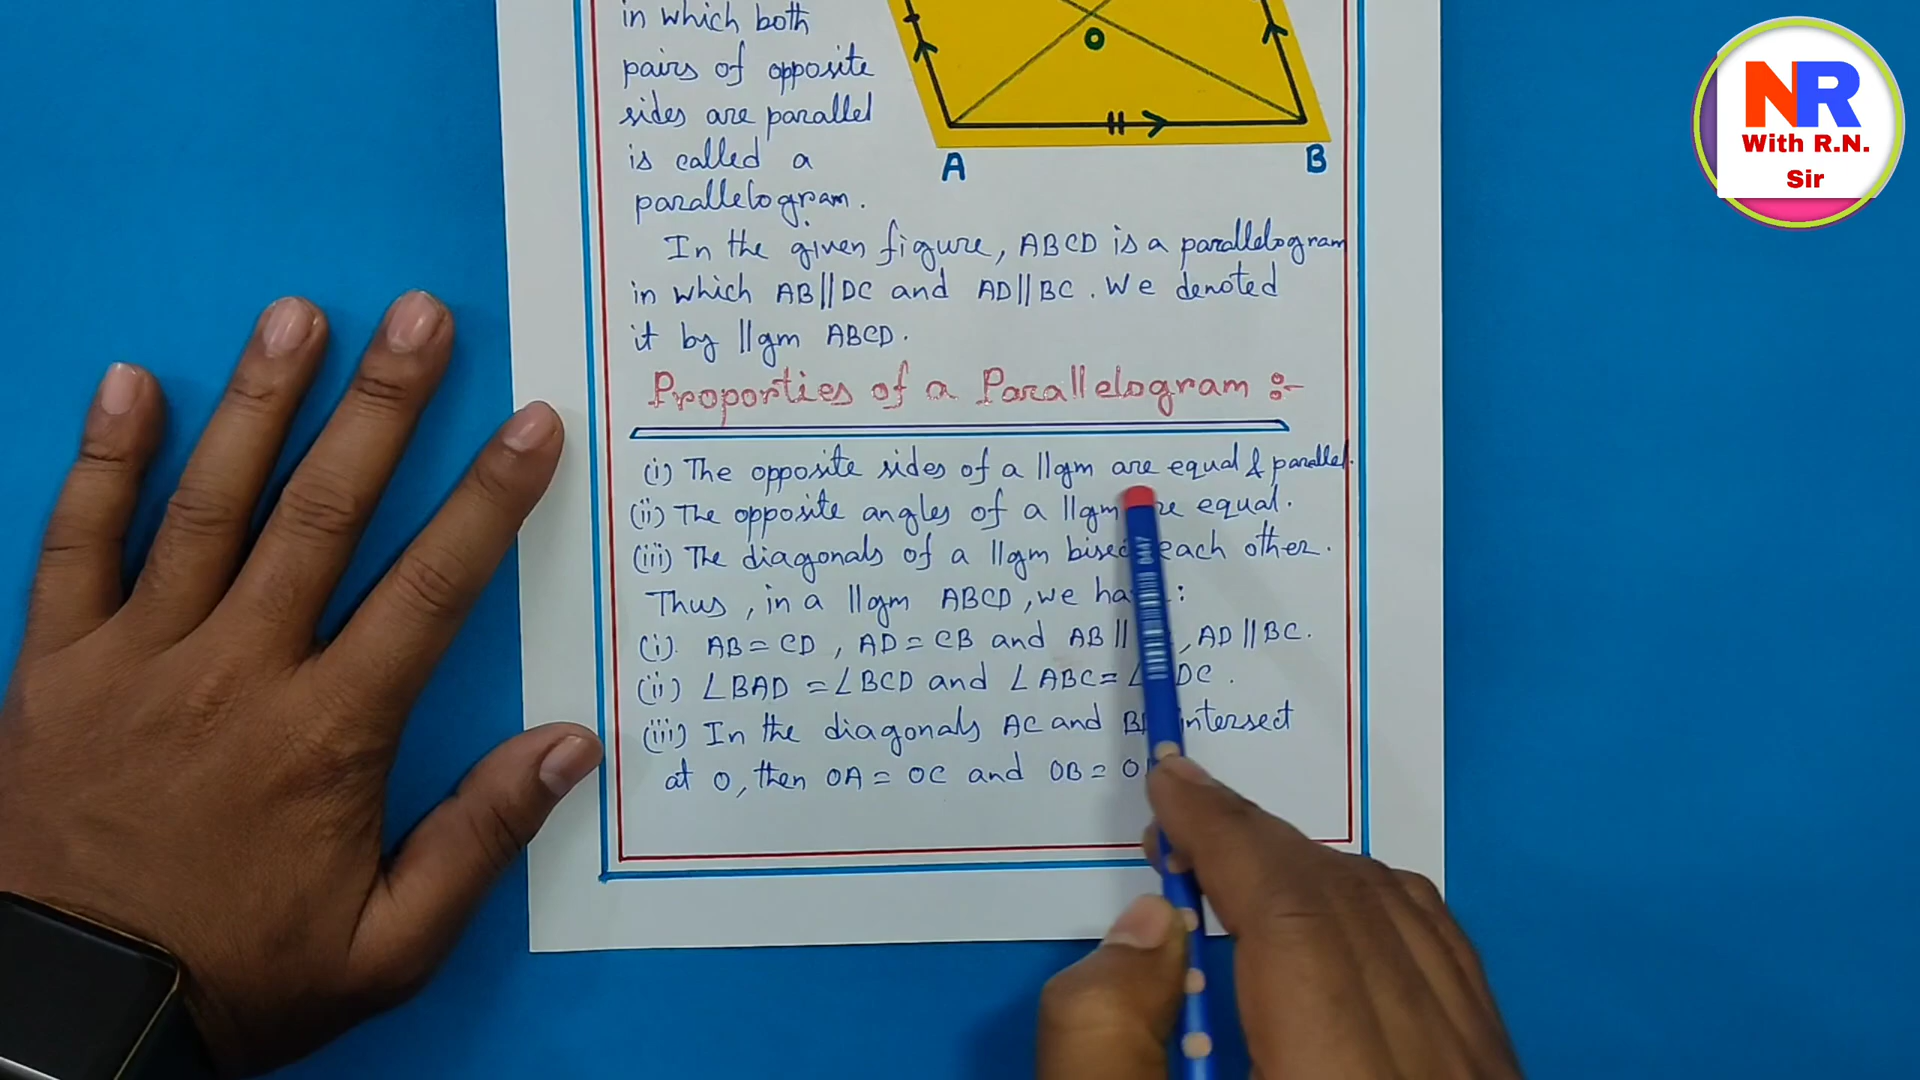 in which both
pairs of opposite
sides are parallel
is called a
parallelogram.
O
A
B
In the given figure, ABCD is a parallelogram
in which AB||DC and AD||BC. We denoted
it by ||gm ABCD.
Proporties of a Parallelogram :-
(i) The opposite sides of a ||gm are equal & parallel.
(ii) The opposite angles of a ||gm equal.
(iii) The diagonals of a ||gm each other.
Thus, in a ||gm ABCD, we :
(i). AB = CD, AD = CB and AB || , AD || BC.
(ii) ∠BAD = ∠BCD and ∠ABC = ∠ DC.
(iii) In the diagonals AC and intersect
at O, then OA = OC and OB =
NR
With R.N.
Sir
0447